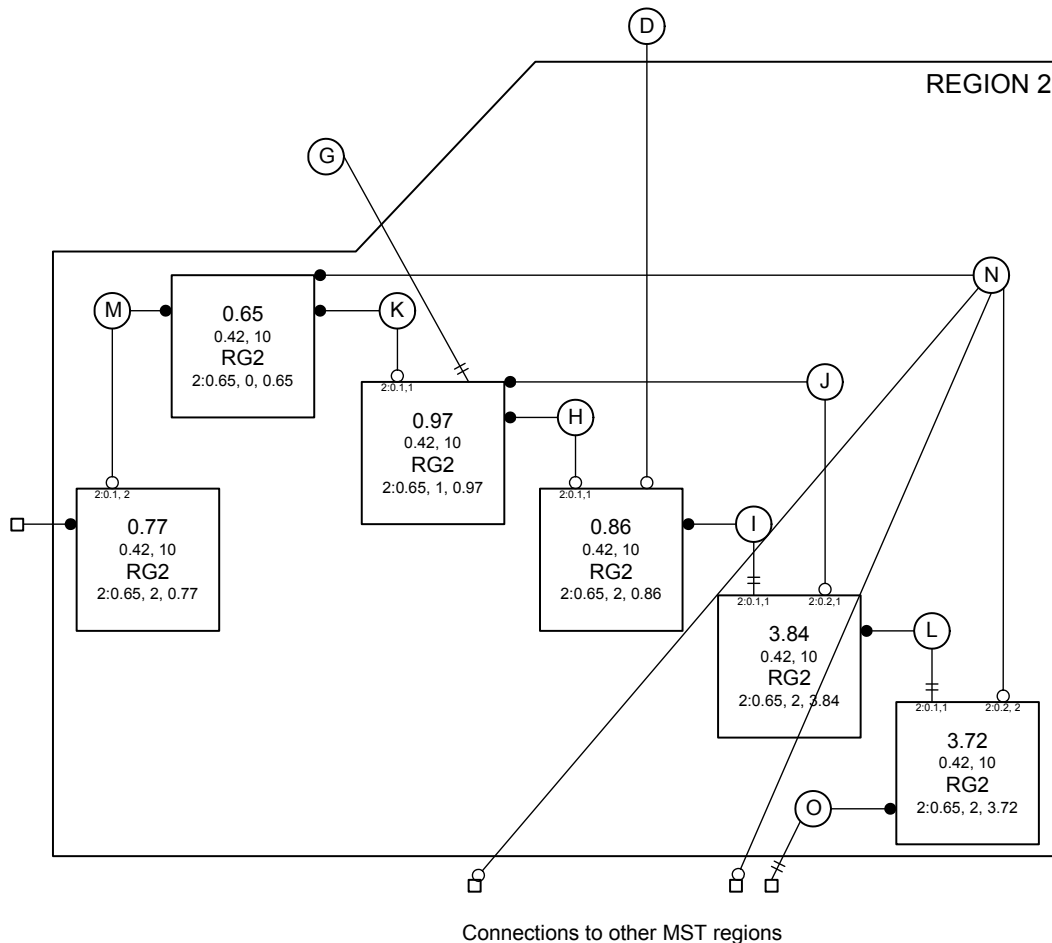 D
REGION 2
G
N
M
0.65
0.42, 10
RG2
2:0.65, 0, 0.65
K
2:0.1,1
J
0.97
0.42, 10
RG2
2:0.65, 1, 0.97
H
2:0.1, 2
0.77
0.42, 10
RG2
2:0.65, 2, 0.77
2:0.1,1
0.86
0.42, 10
RG2
2:0.65, 2, 0.86
I
2:0.1,1
2:0.2,1
3.84
0.42, 10
RG2
2:0.65, 2, 3.84
L
2:0.1,1
2:0.2, 2
3.72
0.42, 10
RG2
2:0.65, 2, 3.72
O
Connections to other MST regions